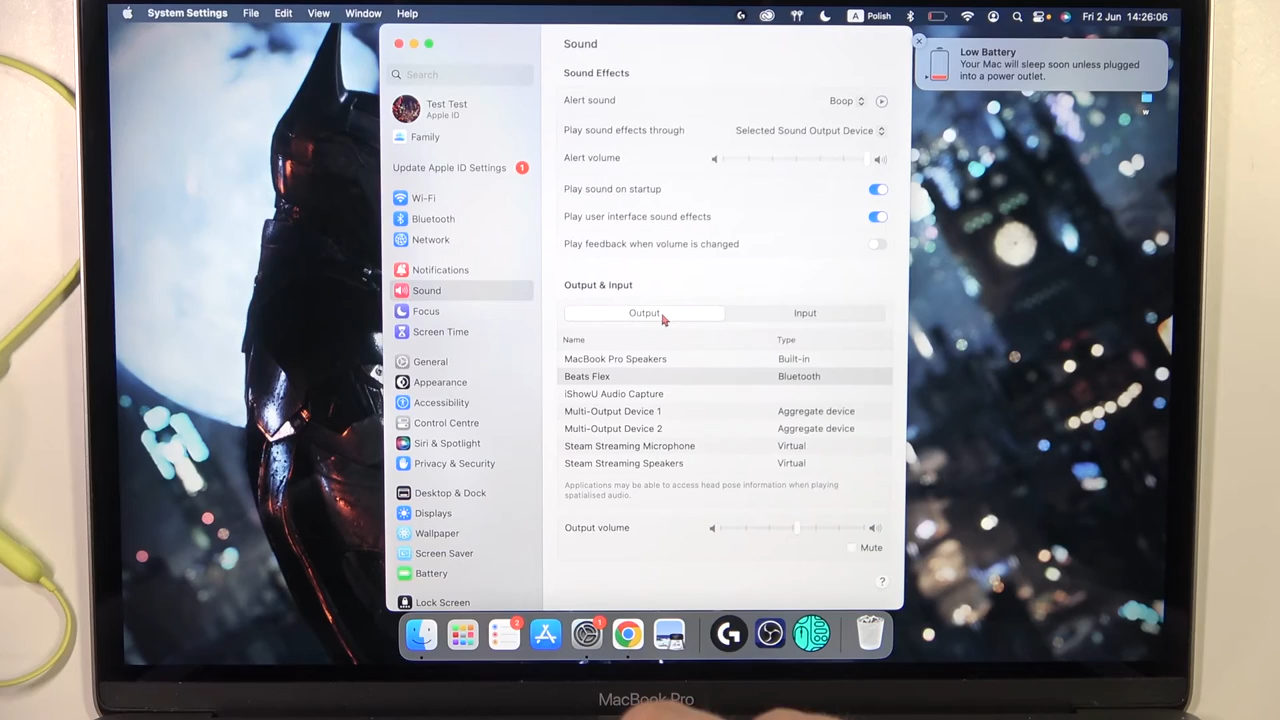 System Settings File Edit View Window Help
A Polish Fri 2 Jun 14:26:06
Low Battery
Your Mac will sleep soon unless plugged
into a power outlet.
w
Search
Test Test
Apple ID
Family
Update Apple ID Settings 1
Wi-Fi
Bluetooth
Network
Notifications
Sound
Focus
Screen Time
General
Appearance
Accessibility
Control Centre
Siri & Spotlight
Privacy & Security
Desktop & Dock
Displays
Wallpaper
Screen Saver
Battery
Lock Screen
Sound
Sound Effects
Alert sound Boop
Play sound effects through Selected Sound Output Device
Alert volume
Play sound on startup
Play user interface sound effects
Play feedback when volume is changed
Output & Input
Output Input
Name Type
MacBook Pro Speakers Built-in
Beats Flex Bluetooth
iShowU Audio Capture
Multi-Output Device 1 Aggregate device
Multi-Output Device 2 Aggregate device
Steam Streaming Microphone Virtual
Steam Streaming Speakers Virtual
Applications may be able to access head pose information when playing
spatialised audio.
Output volume
Mute
?
2 1
MacBook Pro